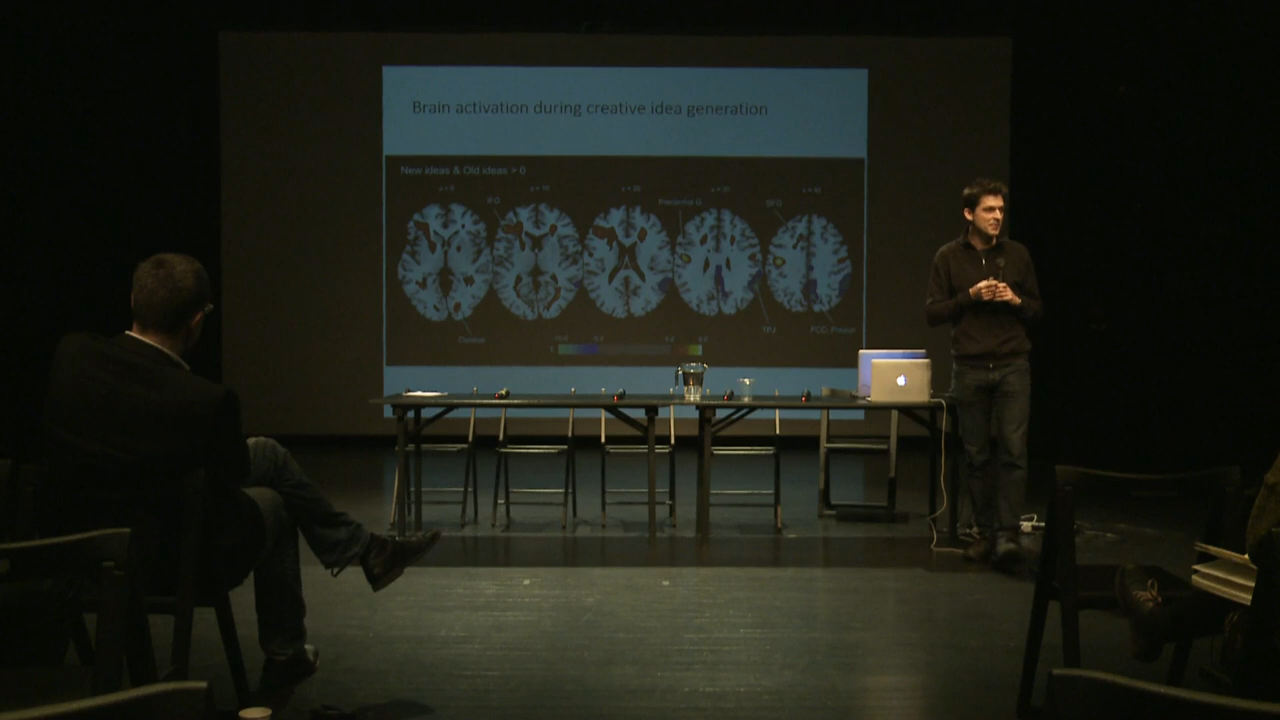 Brain activation during creative idea generation
New ideas & Old ideas > 0
IFG
Precentral G
SFG
Cuneus
TPJ
PCC, Precun